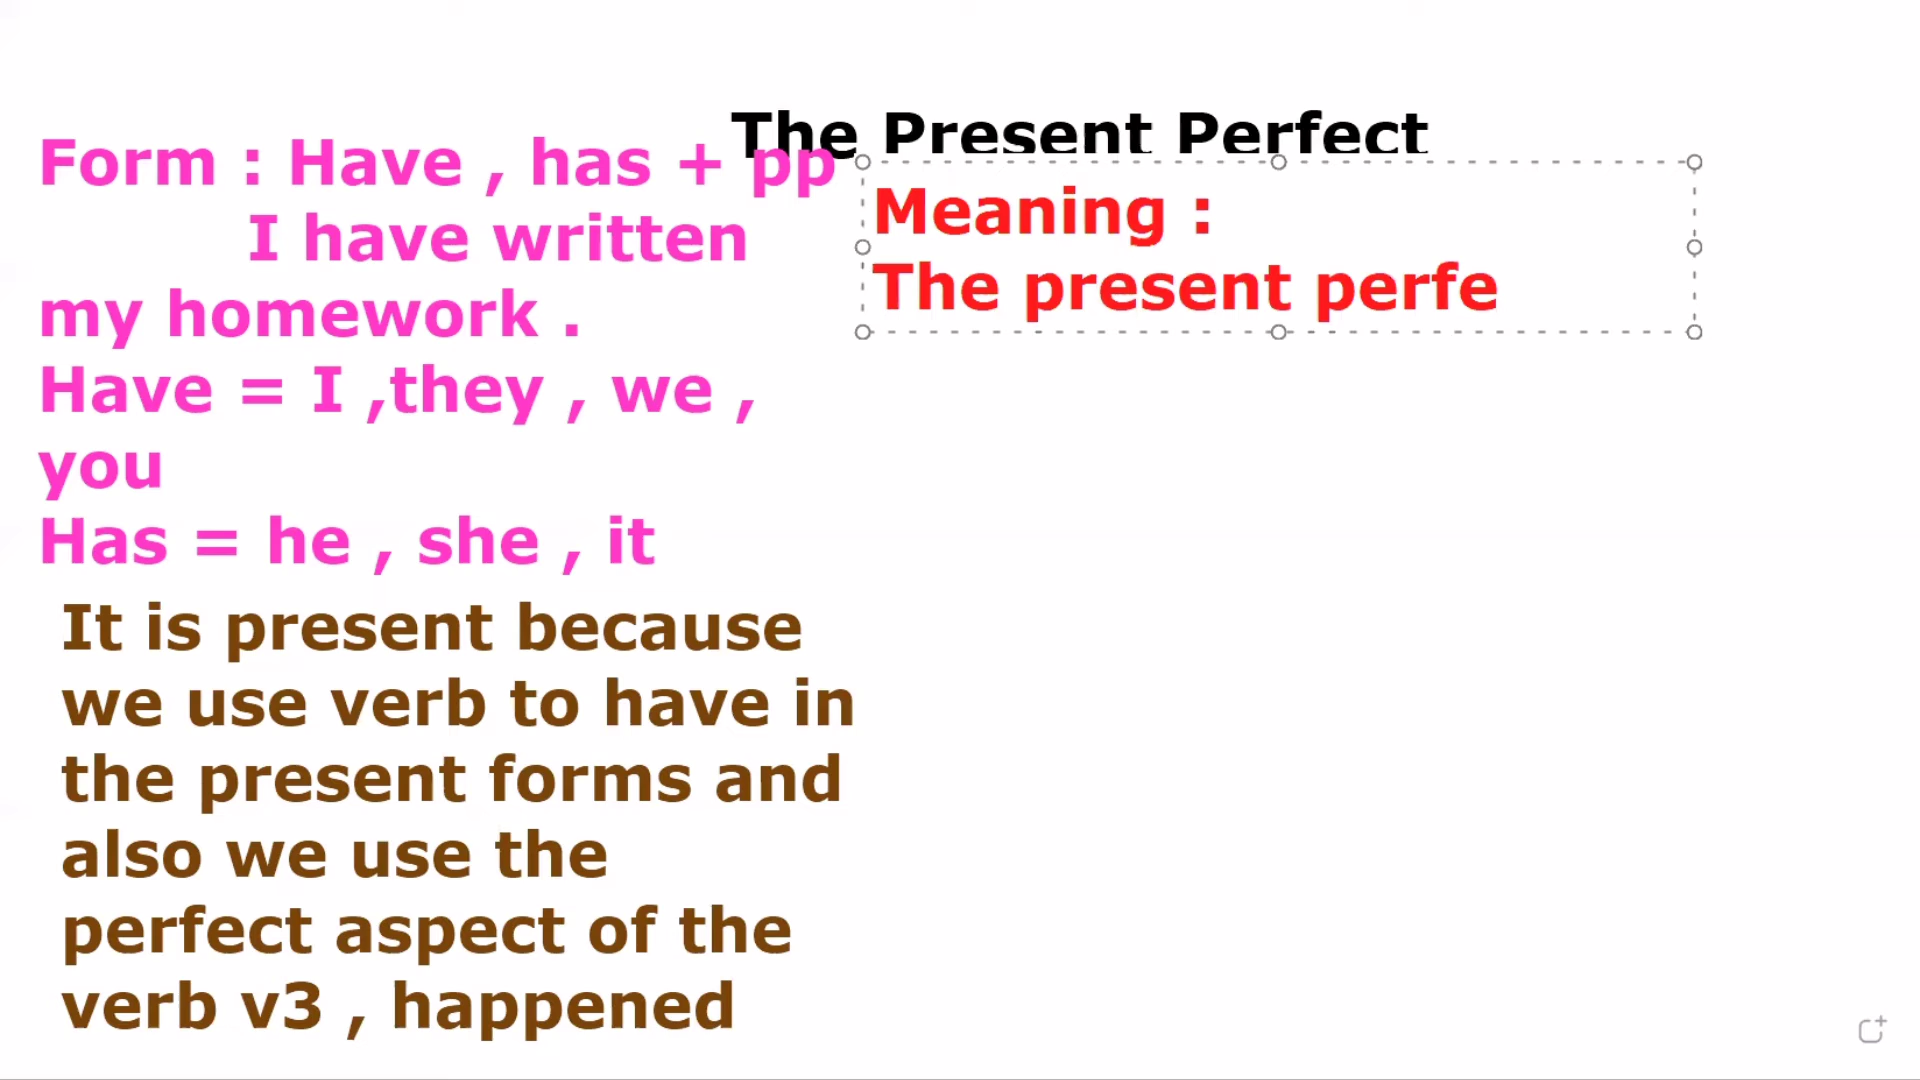 The Present Perfect
Form : Have , has + pp
I have written
my homework .
Have = I ,they , we ,
you
Has = he , she , it
It is present because
we use verb to have in
the present forms and
also we use the
perfect aspect of the
verb v3 , happened
Meaning :
The present perfe